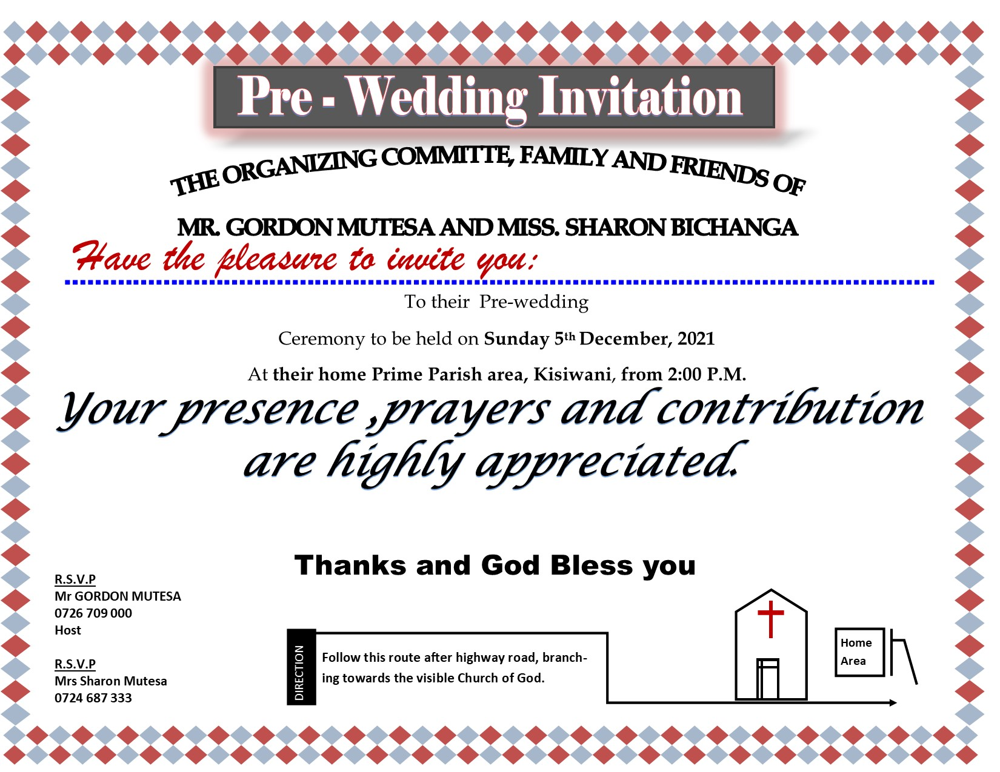 Pre - Wedding Invitation
THE ORGANIZING COMMITTE, FAMILY AND FRIENDS OF
MR. GORDON MUTESA AND MISS. SHARON BICHANGA
Have the pleasure to invite you:
To their Pre-wedding
Ceremony to be held on Sunday 5th December, 2021
At their home Prime Parish area, Kisiwani, from 2:00 P.M.
Your presence ,prayers and contribution
are highly appreciated.
Thanks and God Bless you
R.S.V.P
Mr GORDON MUTESA
0726 709 000
Host
R.S.V.P
Mrs Sharon Mutesa
0724 687 333
DIRECTION
Follow this route after highway road, branch-
ing towards the visible Church of God.
Home
Area